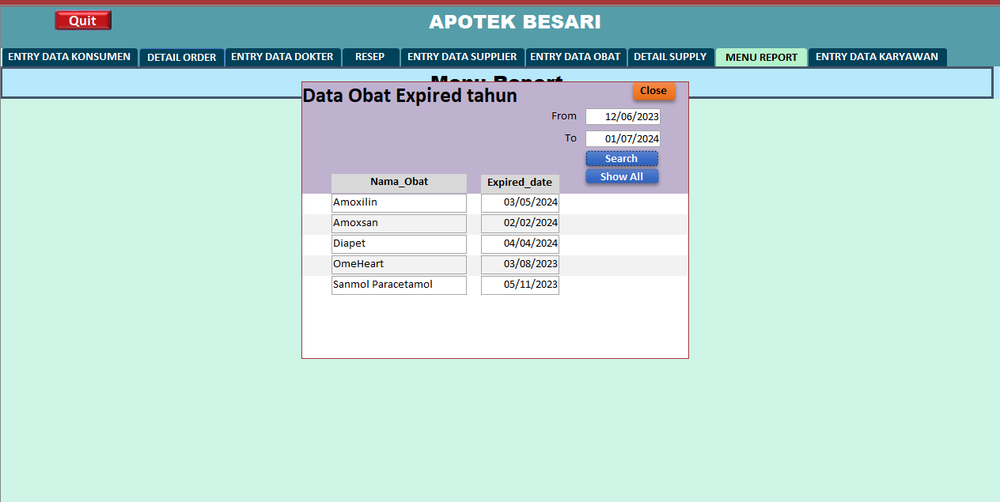 Quit
APOTEK BESARI
ENTRY DATA KONSUMEN DETAIL ORDER ENTRY DATA DOKTER RESEP ENTRY DATA SUPPLIER ENTRY DATA OBAT DETAIL SUPPLY MENU REPORT ENTRY DATA KARYAWAN
Menu Report
Data Obat Expired tahun
Close
From 12/06/2023
To 01/07/2024
Search
Show All
Nama_Obat Expired_date
Amoxilin 03/05/2024
Amoxsan 02/02/2024
Diapet 04/04/2024
OmeHeart 03/08/2023
Sanmol Paracetamol 05/11/2023